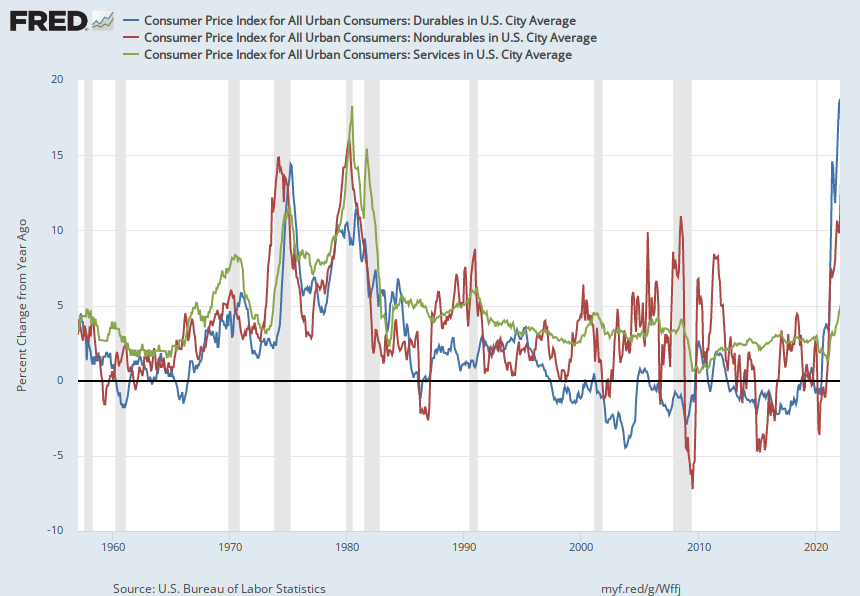 FRED
Consumer Price Index for All Urban Consumers: Durables in U.S. City Average
Consumer Price Index for All Urban Consumers: Nondurables in U.S. City Average
Consumer Price Index for All Urban Consumers: Services in U.S. City Average
Percent Change from Year Ago
20
15
10
5
0
-5
-10
1960 1970 1980 1990 2000 2010 2020
Source: U.S. Bureau of Labor Statistics
myf.red/g/Wffj